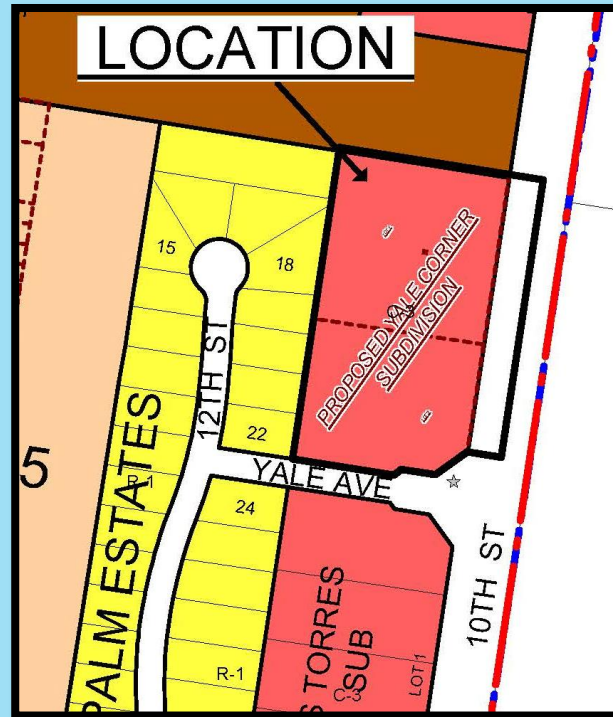 LOCATION
15
18
PROPOSED YALE CORNER
SUBDIVISION
12TH ST
22
YALE AVE
5
R-1
PALM ESTATES
24
10TH ST
S TORRES
SUB
C-3
LOT 1
R-1